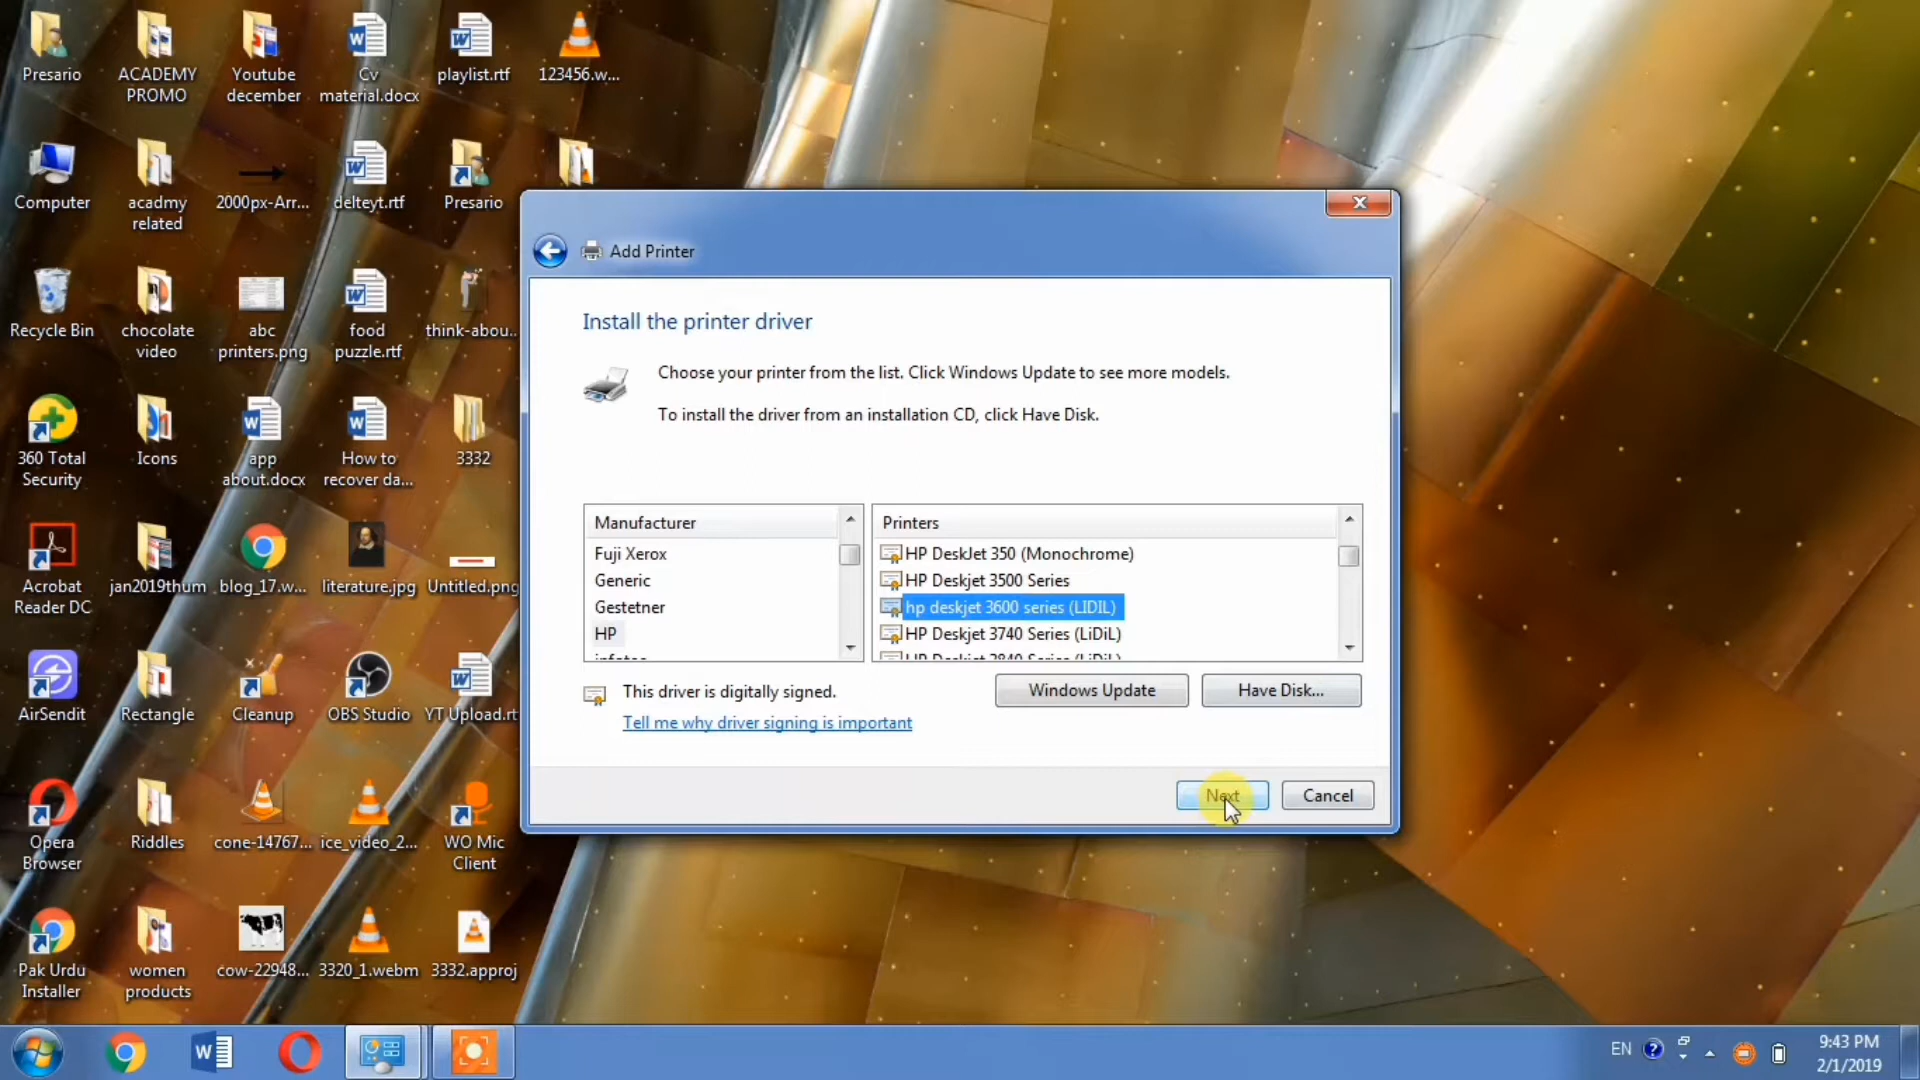 Presario
ACADEMY
PROMO
Youtube
december
Cv
material.docx
playlist.rtf
123456.w...
Computer
acadmy
related
2000px-Arr...
delteyt.rtf
Presario
Recycle Bin
chocolate
video
abc
printers.png
food
puzzle.rtf
think-abou...
360 Total
Security
Icons
app
about.docx
How to
recover da...
3332
Acrobat
Reader DC
jan2019thum
blog_17.w...
literature.jpg
Untitled.png
AirSendit
Rectangle
Cleanup
OBS Studio
YT Upload.rt
Opera
Browser
Riddles
cone-14767...
ice_video_2...
WO Mic
Client
Pak Urdu
Installer
women
products
cow-22948...
3320_1.webm
3332.approj
Add Printer
Install the printer driver
Choose your printer from the list. Click Windows Update to see more models.
To install the driver from an installation CD, click Have Disk.
Manufacturer
Fuji Xerox
Generic
Gestetner
HP
Printers
HP DeskJet 350 (Monochrome)
HP Deskjet 3500 Series
hp deskjet 3600 series (LIDIL)
HP Deskjet 3740 Series (LiDiL)
HP Deskjet 3840 Series (LiDiL)
This driver is digitally signed.
Tell me why driver signing is important
Windows Update
Have Disk...
Next
Cancel
EN
9:43 PM
2/1/2019